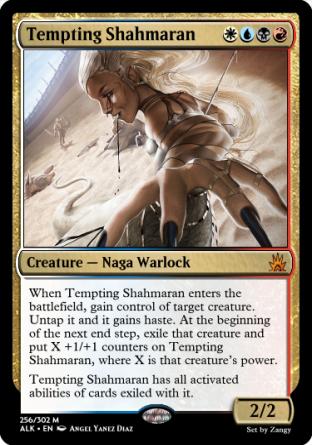 Tempting Shahmaran
Creature — Naga Warlock
When Tempting Shahmaran enters the
battlefield, gain control of target creature.
Untap it and it gains haste. At the beginning
of the next end step, exile that creature and
put X +1/+1 counters on Tempting
Shahmaran, where X is that creature's power.
Tempting Shahmaran has all activated
abilities of cards exiled with it.
2/2
256/302 M
ALK • EN Angel Yanez Diaz
Set by Zangy